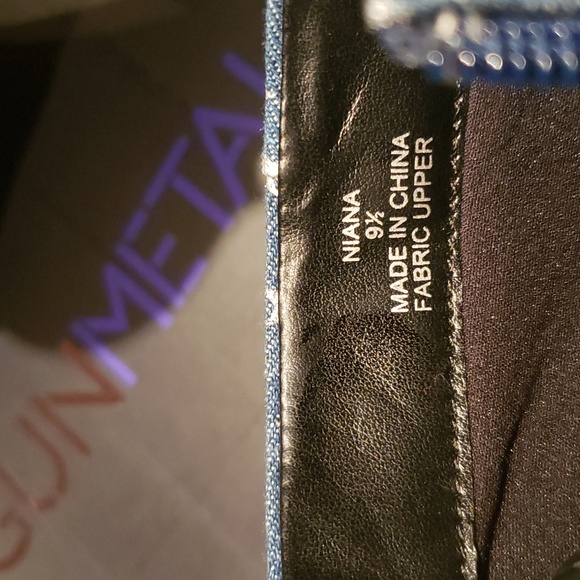 GUNMETAL
NIANA
9½
MADE IN CHINA
FABRIC UPPER